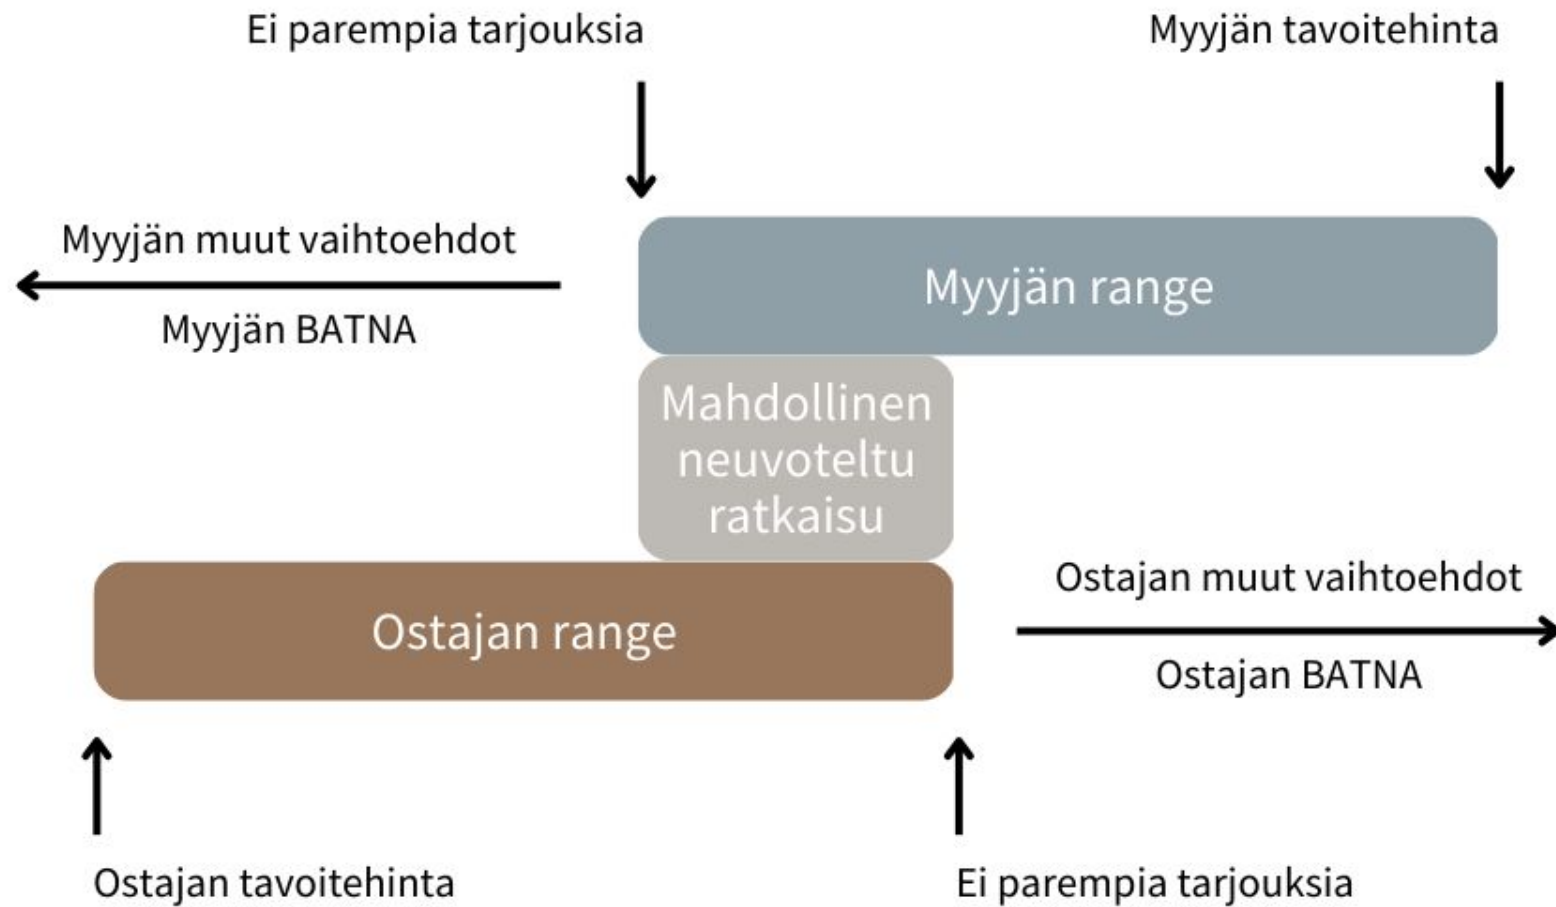 Ei parempia tarjouksia
Myyjän tavoitehinta
Myyjän muut vaihtoehdot
Myyjän BATNA
Myyjän range
Mahdollinen
neuvoteltu
ratkaisu
Ostajan range
Ostajan muut vaihtoehdot
Ostajan BATNA
Ostajan tavoitehinta
Ei parempia tarjouksia